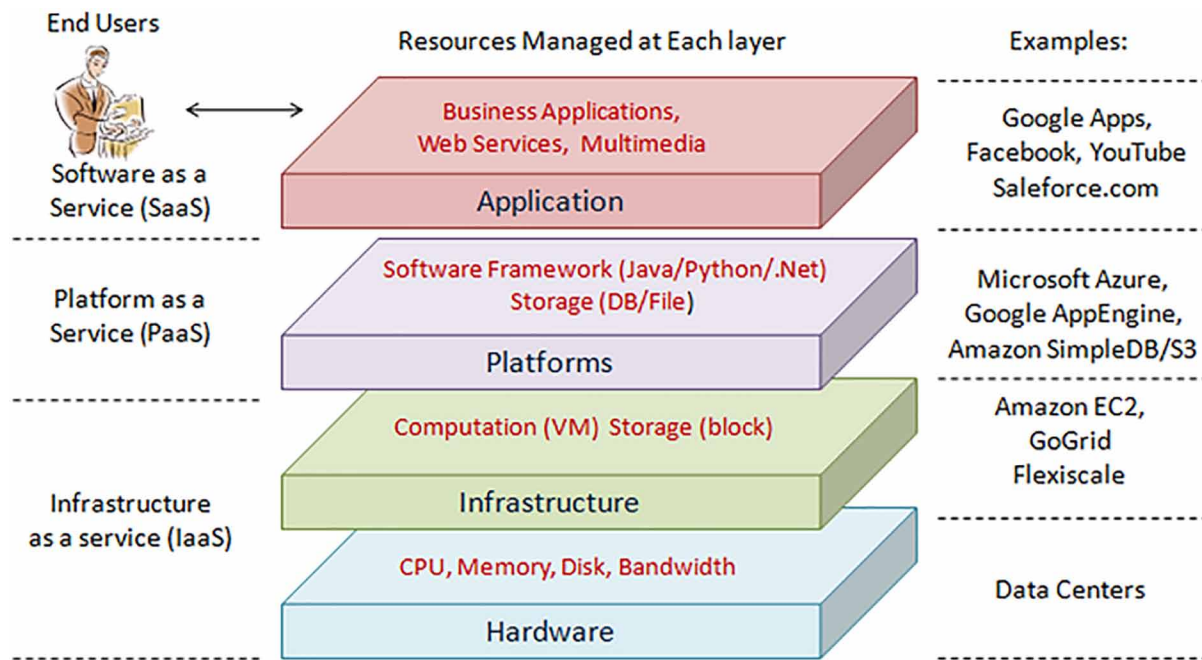 End Users
Resources Managed at Each layer
Examples:
Business Applications,
Web Services, Multimedia
Application
Software as a
Service (SaaS)
Google Apps,
Facebook, YouTube
Saleforce.com
Platform as a
Service (PaaS)
Software Framework (Java/Python/.Net)
Storage (DB/File)
Platforms
Microsoft Azure,
Google AppEngine,
Amazon SimpleDB/S3
Computation (VM) Storage (block)
Infrastructure
Amazon EC2,
GoGrid
Flexiscale
Infrastructure
as a service (IaaS)
CPU, Memory, Disk, Bandwidth
Hardware
Data Centers